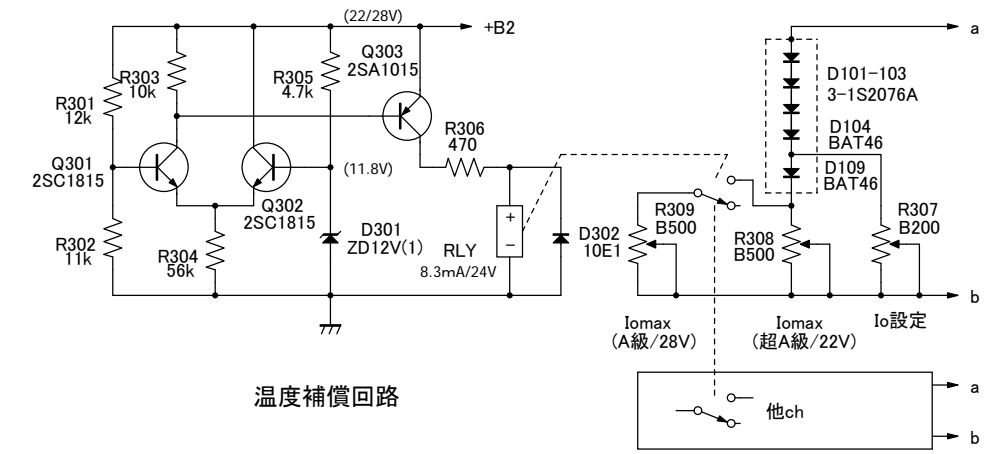 (22/28V)
+B2
a
Q303
2SA1015
R303
10k
R305
4.7k
D101-103
3-1S2076A
R301
12k
R306
470
D104
BAT46
Q301
2SC1815
(11.8V)
D109
BAT46
Q302
2SC1815
R309
B500
R307
B200
R302
11k
R304
56k
D301
ZD12V(1)
+
−
RLY
8.3mA/24V
D302
10E1
R308
B500
b
Iomax
(A級/28V)
Iomax
(超A級/22V)
Io設定
温度補償回路
他ch
a
b